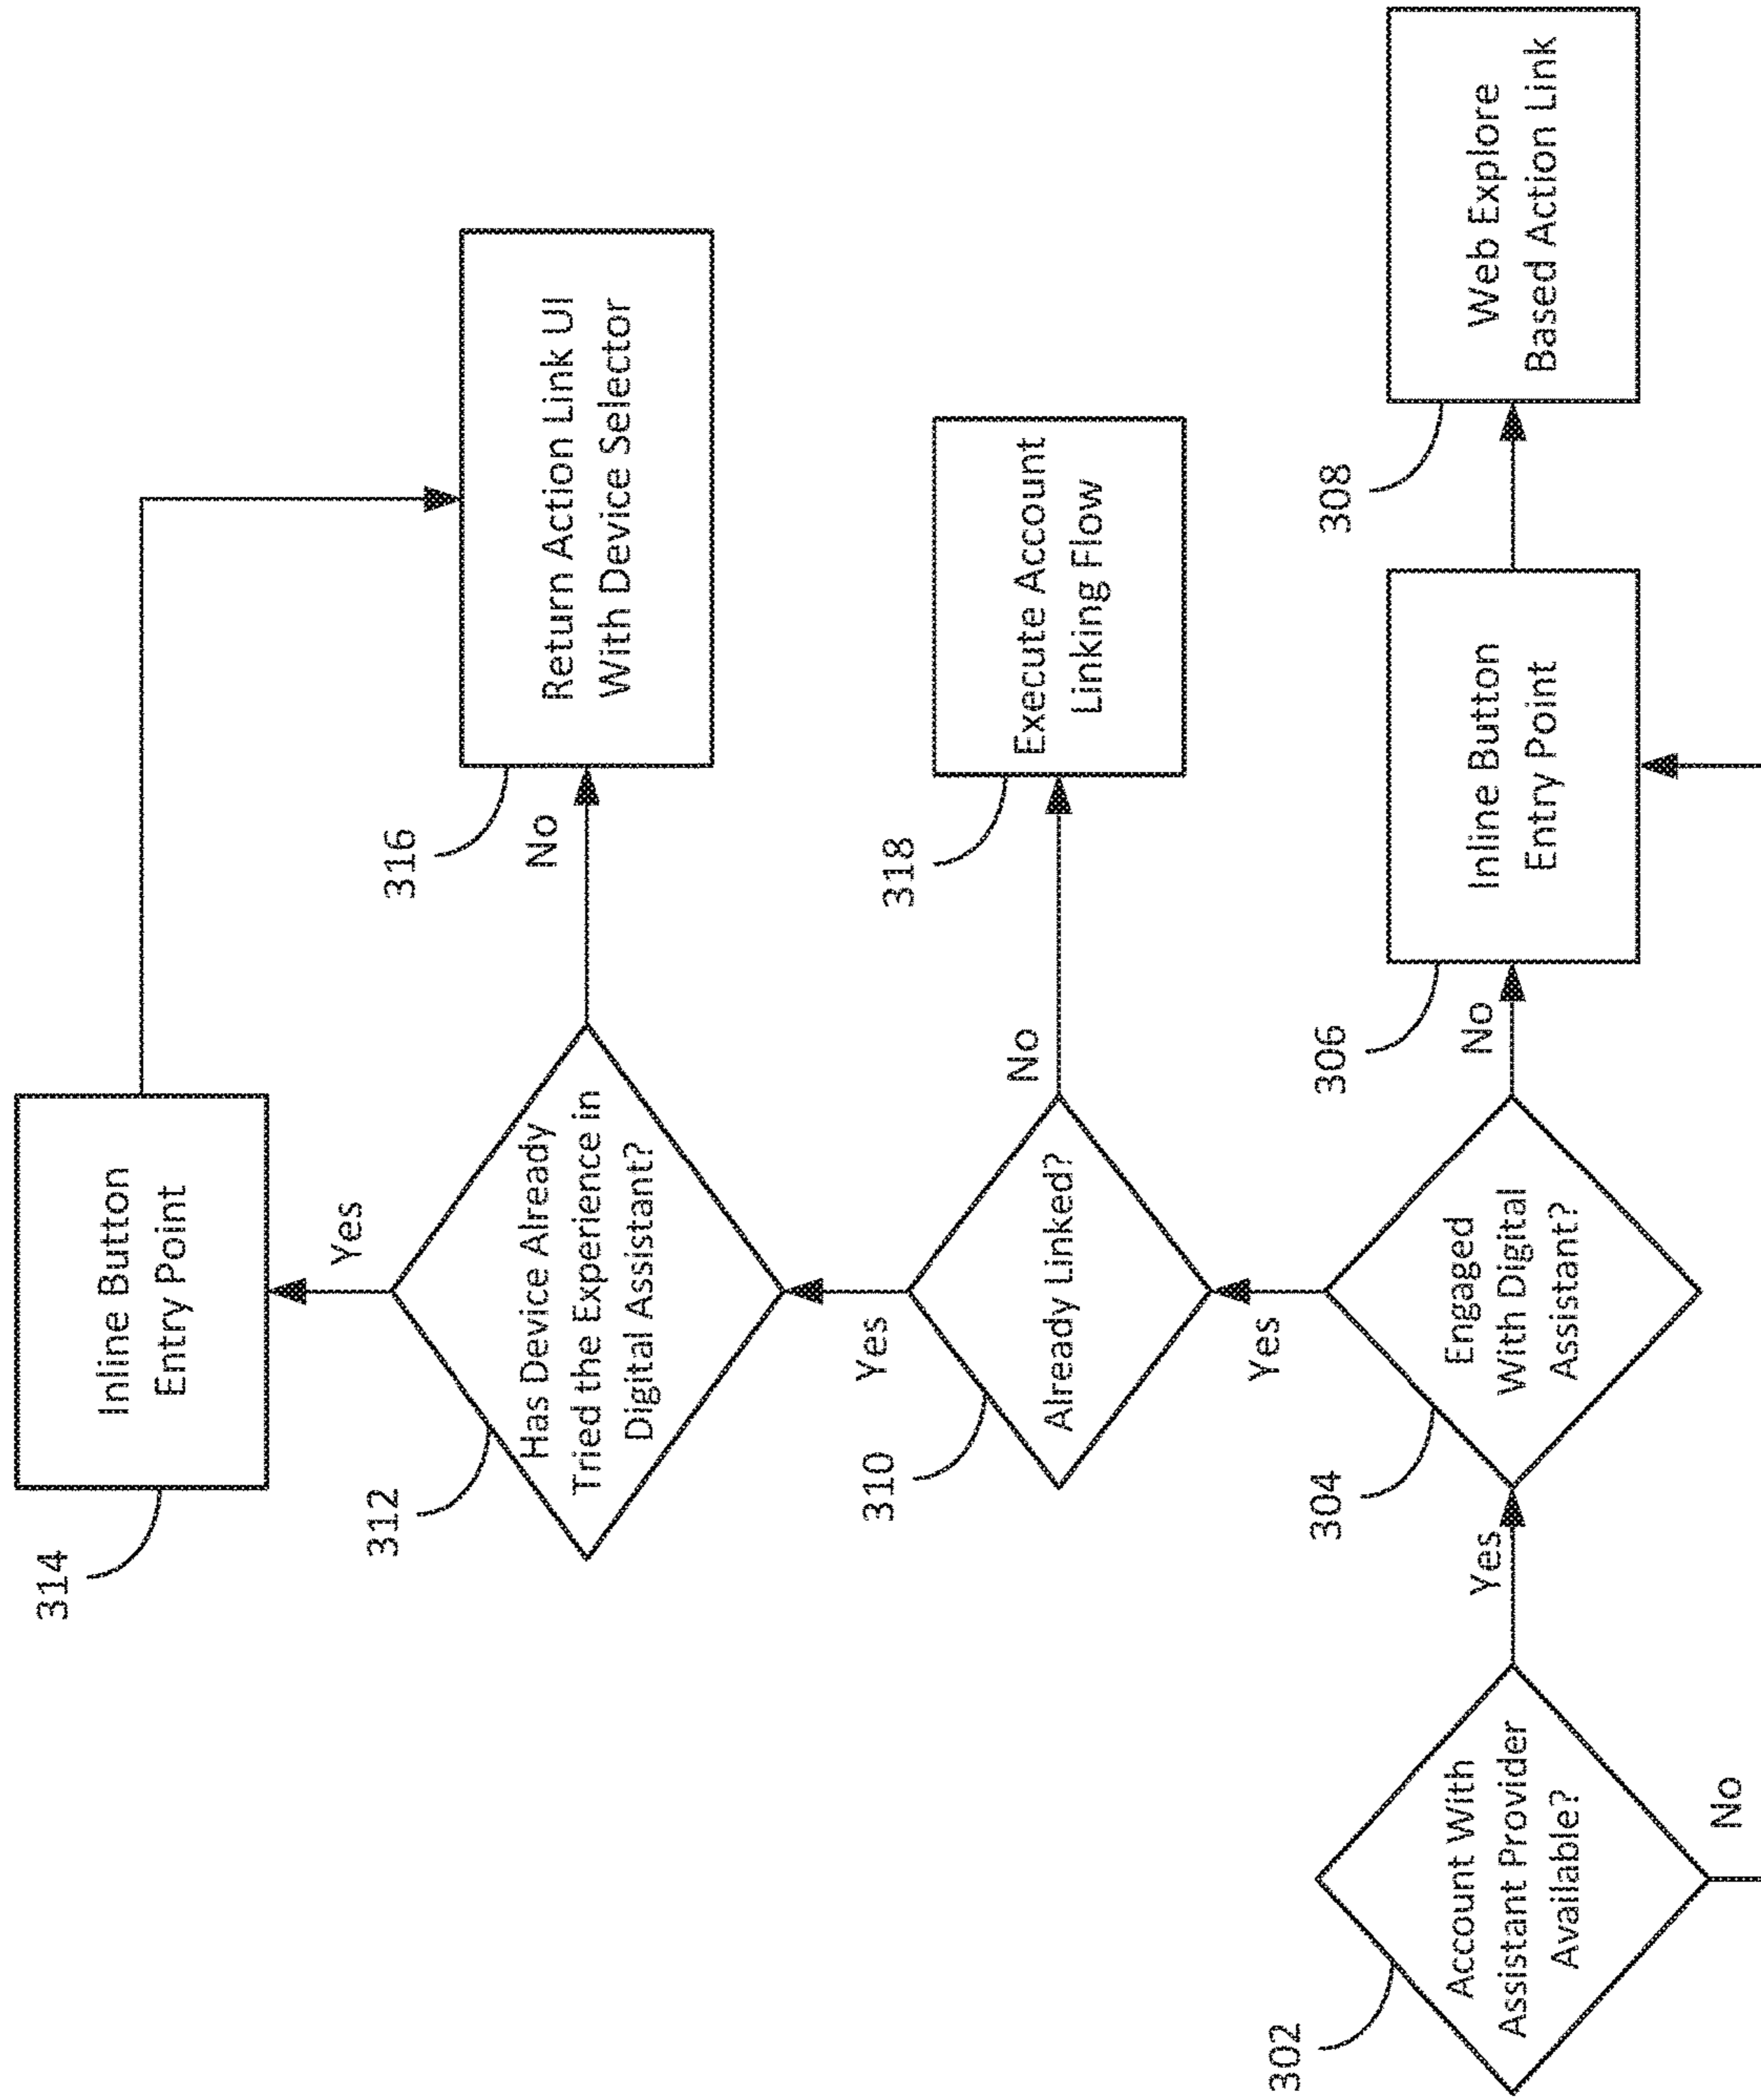 314
Inline Button
Entry Point
Yes
312
Has Device Already
Tried the Experience in
Digital Assistant?
No
316
Return Action Link UI
With Device Selector
Yes
310
Already Linked?
No
318
Execute Account
Linking Flow
Yes
302
Account With
Assistant Provider
Available?
Yes
No
304
Engaged
With Digital
Assistant?
No
306
Inline Button
Entry Point
308
Web Explore
Based Action Link